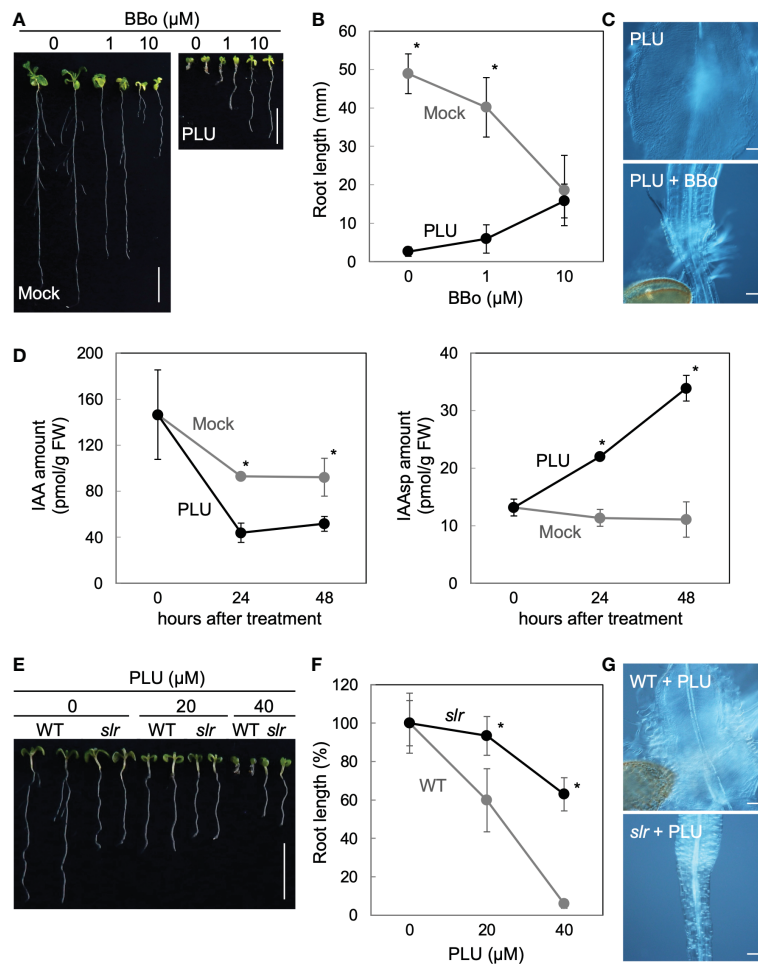 A
BBo (μM)
0 1 10
0 1 10
Mock
PLU
B
60
50
40
30
20
10
0
Root length (mm)
*
*
Mock
PLU
0 1 10
BBo (μM)
C
PLU
PLU + BBo
D
200
160
120
80
40
0
IAA amount
(pmol/g FW)
Mock
*
*
PLU
0 24 48
hours after treatment
40
30
20
10
0
IAAsp amount
(pmol/g FW)
*
*
PLU
Mock
0 24 48
hours after treatment
E
PLU (μM)
0 20 40
WT slr WT slr WT slr
F
120
100
80
60
40
20
0
Root length (%)
slr
*
*
WT
0 20 40
PLU (μM)
G
WT + PLU
slr + PLU